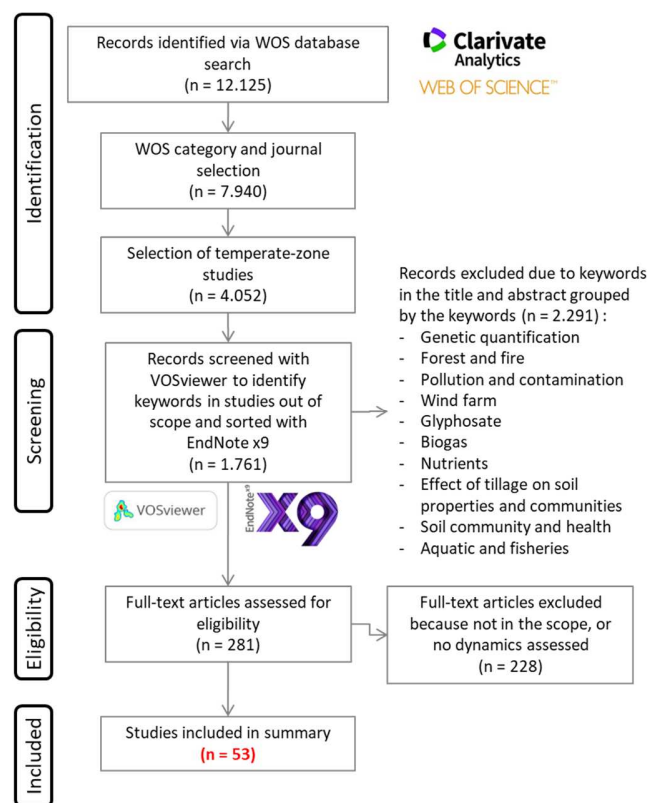 Identification
Records identified via WOS database
search
(n = 12.125)
Clarivate
Analytics
WEB OF SCIENCE™
WOS category and journal
selection
(n = 7.940)
Selection of temperate-zone
studies
(n = 4.052)
Screening
Records screened with
VOSviewer to identify
keywords in studies out of
scope and sorted with
EndNote x9
(n = 1.761)
Records excluded due to keywords
in the title and abstract grouped
by the keywords (n = 2.291) :
- Genetic quantification
- Forest and fire
- Pollution and contamination
- Wind farm
- Glyphosate
- Biogas
- Nutrients
- Effect of tillage on soil
properties and communities
- Soil community and health
- Aquatic and fisheries
VOSviewer
EndNote X9
X9
Eligibility
Full-text articles assessed for
eligibility
(n = 281)
Full-text articles excluded
because not in the scope, or
no dynamics assessed
(n = 228)
Included
Studies included in summary
(n = 53)